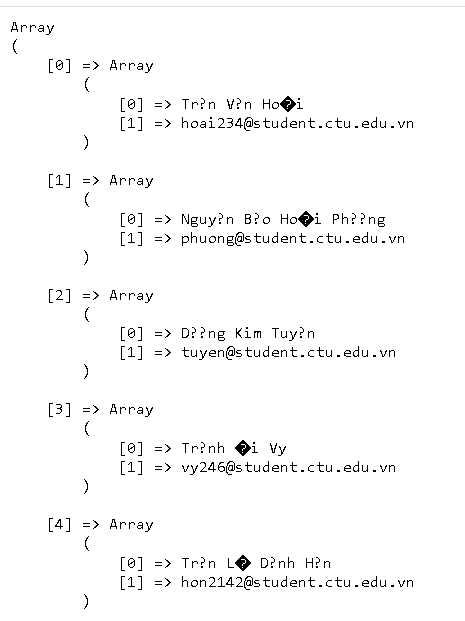 Array
(
[0] => Array
(
[0] => Tr?n V?n Ho�i
[1] => hoai234@student.ctu.edu.vn
)
[1] => Array
(
[0] => Nguy?n B?o Ho�i Ph??ng
[1] => phuong@student.ctu.edu.vn
)
[2] => Array
(
[0] => D??ng Kim Tuy?n
[1] => tuyen@student.ctu.edu.vn
)
[3] => Array
(
[0] => Tr?nh �i Vy
[1] => vy246@student.ctu.edu.vn
)
[4] => Array
(
[0] => Tr?n L� D?nh H?n
[1] => hon2142@student.ctu.edu.vn
)